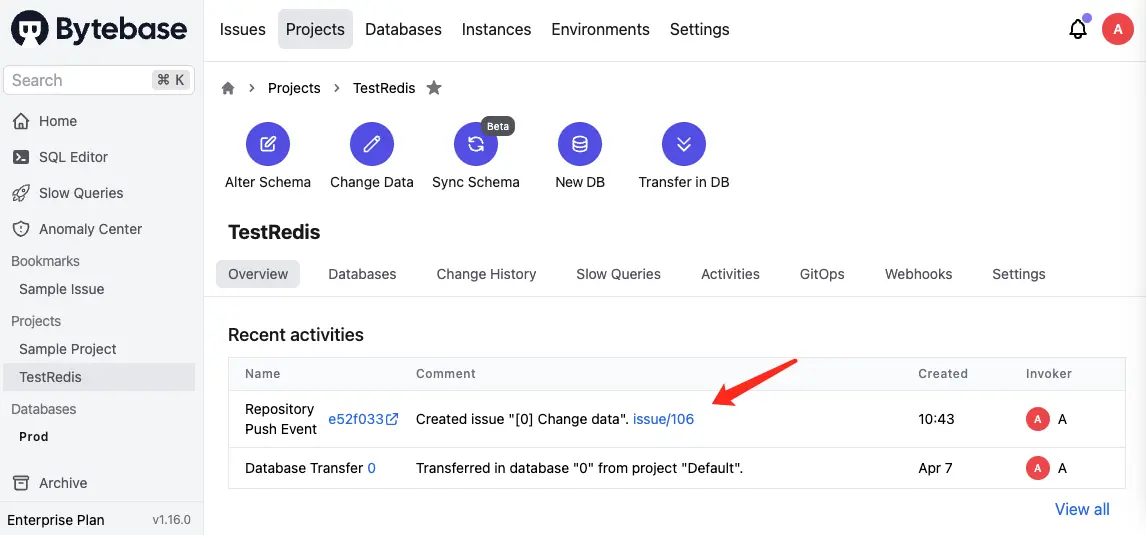 Bytebase
Issues Projects Databases Instances Environments Settings
A
Search ⌘ K
Home
SQL Editor
Slow Queries
Anomaly Center
Bookmarks
Sample Issue
Projects
Sample Project
TestRedis
Databases
Prod
Archive
Enterprise Plan v1.16.0
Projects > TestRedis
Beta
Alter Schema Change Data Sync Schema New DB Transfer in DB
TestRedis
Overview Databases Change History Slow Queries Activities GitOps Webhooks Settings
Recent activities
Name Comment Created Invoker
Repository
Push Event e52f033 Created issue "[0] Change data". issue/106 10:43 A A
Database Transfer 0 Transferred in database "0" from project "Default". Apr 7 A A
View all